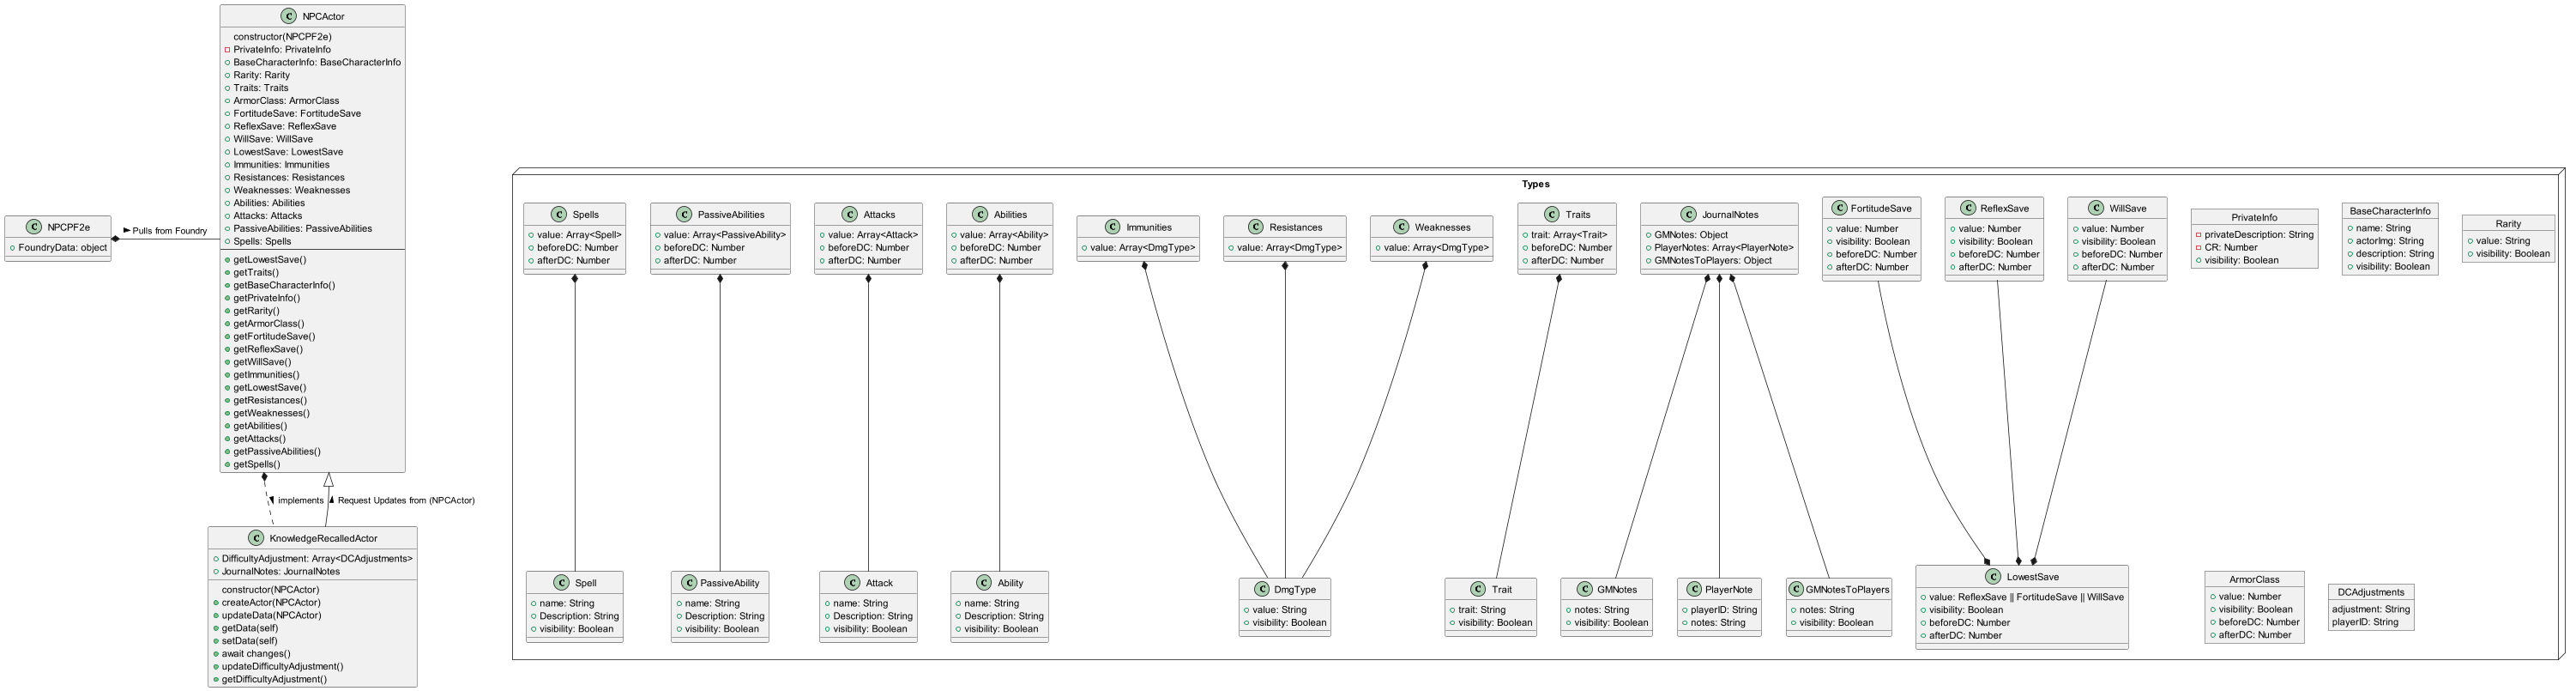 NPCActor
constructor(NPCPF2e)
PrivateInfo: PrivateInfo
BaseCharacterInfo: BaseCharacterInfo
Rarity: Rarity
Traits: Traits
ArmorClass: ArmorClass
FortitudeSave: FortitudeSave
ReflexSave: ReflexSave
WillSave: WillSave
LowestSave: LowestSave
Immunities: Immunities
Resistances: Resistances
Weaknesses: Weaknesses
Abilities: Abilities
Attacks: Attacks
PassiveAbilities: PassiveAbilities
Spells: Spells
getLowestSave()
getTraits()
getBaseCharacterInfo()
getPrivateInfo()
getRarity()
getArmorClass()
getFortitudeSave()
getReflexSave()
getWillSave()
getImmunities()
getLowestSave()
getResistances()
getWeaknesses()
getAbilities()
getAttacks()
getPassiveAbilities()
getSpells()
NPCPF2e
FoundryData: object
Pulls from Foundry
implements
Request Updates from (NPCActor)
KnowledgeRecalledActor
DifficultyAdjustment: Array<DCAdjustments>
JournalNotes: JournalNotes
constructor(NPCActor)
createActor(NPCActor)
updateData(NPCActor)
getData(self)
setData(self)
await changes()
updateDifficultyAdjustment()
getDifficultyAdjustment()
Types
Spells
value: Array<Spell>
beforeDC: Number
afterDC: Number
PassiveAbilities
value: Array<PassiveAbility>
beforeDC: Number
afterDC: Number
Attacks
value: Array<Attack>
beforeDC: Number
afterDC: Number
Abilities
value: Array<Ability>
beforeDC: Number
afterDC: Number
Immunities
value: Array<DmgType>
Resistances
value: Array<DmgType>
Weaknesses
value: Array<DmgType>
Traits
trait: Array<Trait>
beforeDC: Number
afterDC: Number
JournalNotes
GMNotes: Object
PlayerNotes: Array<PlayerNote>
GMNotesToPlayers: Object
FortitudeSave
value: Number
visibility: Boolean
beforeDC: Number
afterDC: Number
ReflexSave
value: Number
visibility: Boolean
beforeDC: Number
afterDC: Number
WillSave
value: Number
visibility: Boolean
beforeDC: Number
afterDC: Number
PrivateInfo
privateDescription: String
CR: Number
visibility: Boolean
BaseCharacterInfo
name: String
actorImg: String
description: String
visibility: Boolean
Rarity
value: String
visibility: Boolean
Spell
name: String
Description: String
visibility: Boolean
PassiveAbility
name: String
Description: String
visibility: Boolean
Attack
name: String
Description: String
visibility: Boolean
Ability
name: String
Description: String
visibility: Boolean
DmgType
value: String
visibility: Boolean
Trait
trait: String
visibility: Boolean
GMNotes
notes: String
visibility: Boolean
PlayerNote
playerID: String
notes: String
GMNotesToPlayers
notes: String
visibility: Boolean
LowestSave
value: ReflexSave || FortitudeSave || WillSave
visibility: Boolean
beforeDC: Number
afterDC: Number
ArmorClass
value: Number
visibility: Boolean
beforeDC: Number
afterDC: Number
DCAdjustments
adjustment: String
playerID: String